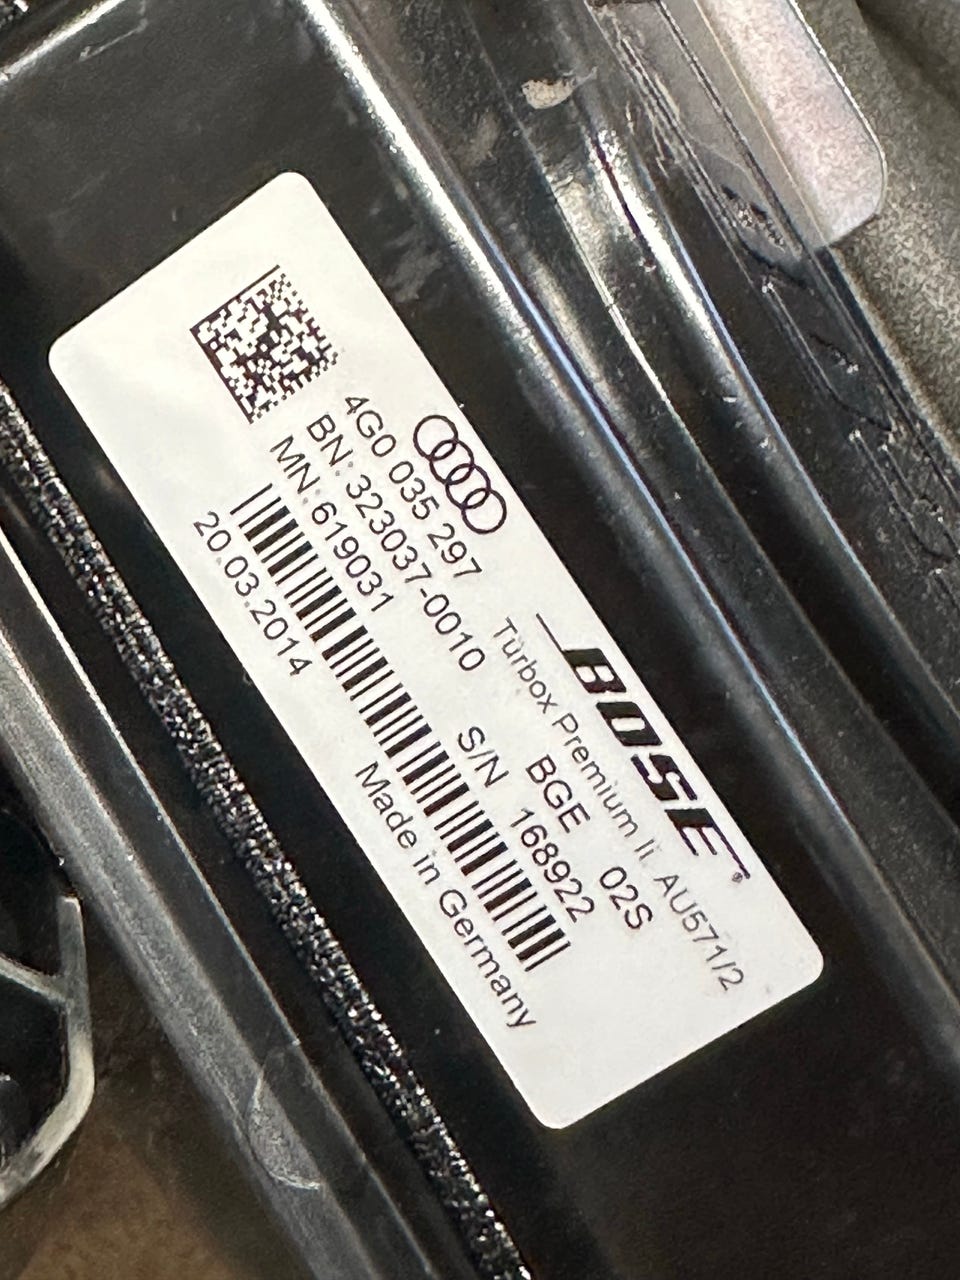 BOSE
Türbox Premium II. AU571/2
4G0 035 297 BGE 02S
BN: 323037-0010 S/N 168922
MN: 619031
20.03.2014 Made in Germany